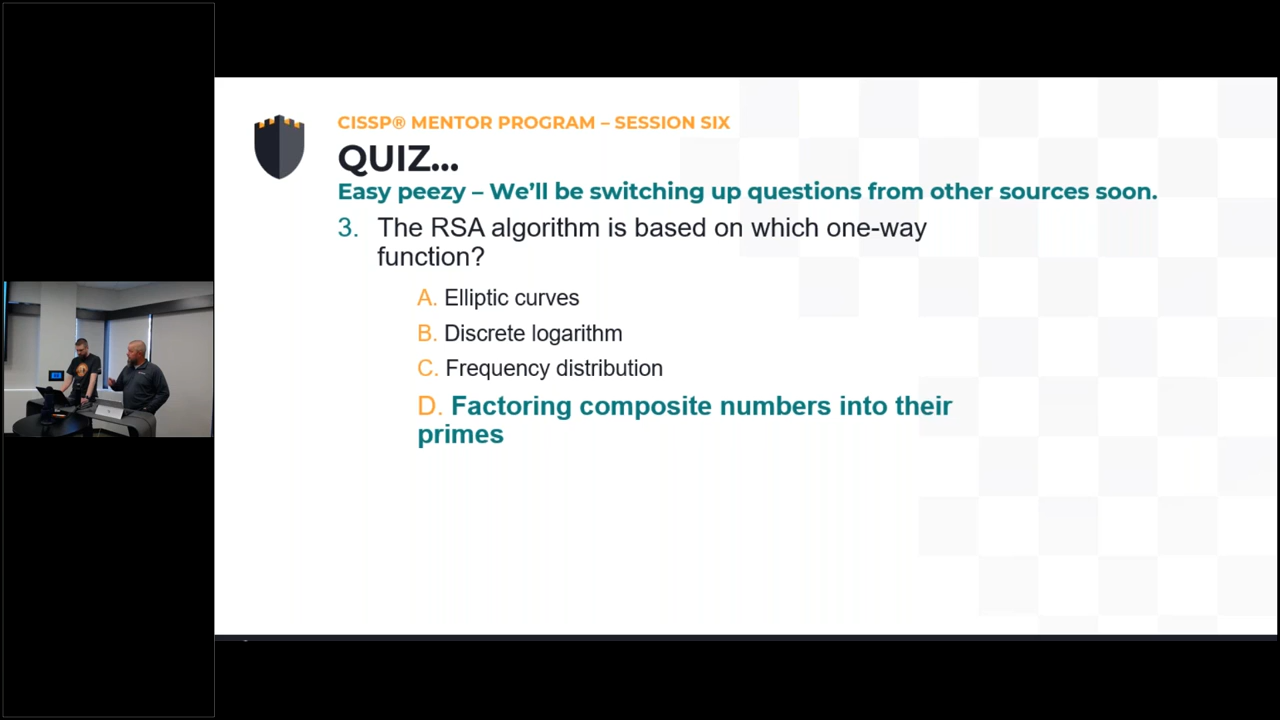 CISSP® MENTOR PROGRAM – SESSION SIX
QUIZ...
Easy peezy – We’ll be switching up questions from other sources soon.
3. The RSA algorithm is based on which one-way
function?
A. Elliptic curves
B. Discrete logarithm
C. Frequency distribution
D. Factoring composite numbers into their
primes